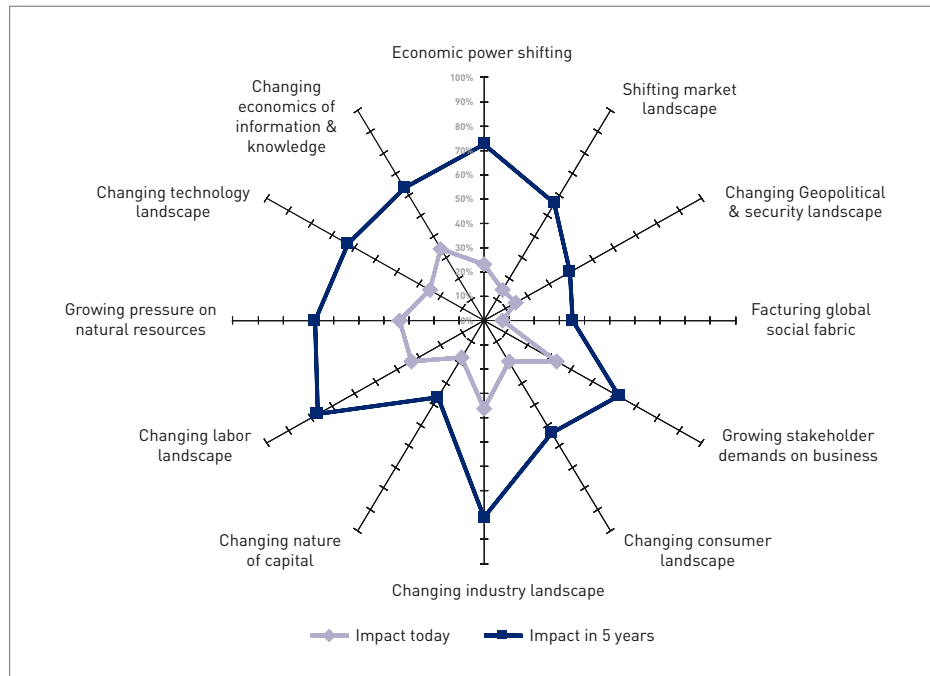 Economic power shifting
100%
90%
80%
70%
60%
50%
40%
30%
20%
10%
0%
Shifting market
landscape
Changing Geopolitical
& security landscape
Facturing global
social fabric
Growing stakeholder
demands on business
Changing consumer
landscape
Changing industry landscape
Changing nature
of capital
Changing labor
landscape
Growing pressure on
natural resources
Changing technology
landscape
Changing
economics of
information &
knowledge
Impact today
Impact in 5 years